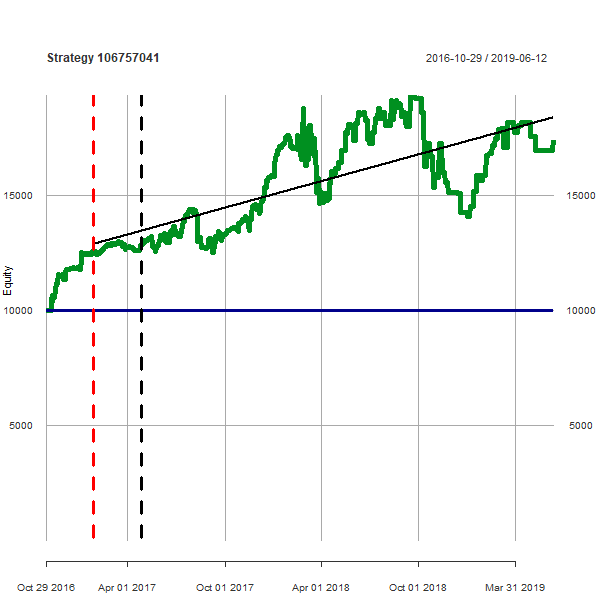 Strategy 106757041 2016-10-29 / 2019-06-12
15000 15000
Equity
10000 10000
5000 5000
Oct 29 2016 Apr 01 2017 Oct 01 2017 Apr 01 2018 Oct 01 2018 Mar 31 2019